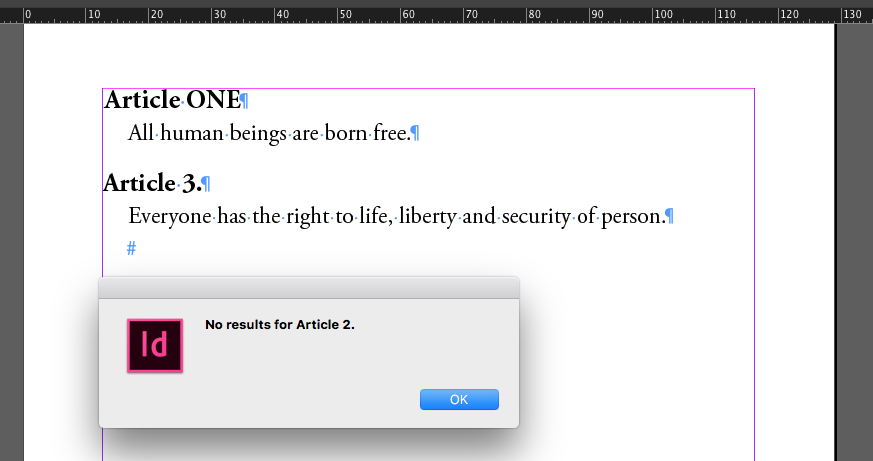 0 10 20 30 40 50 60 70 80 90 100 110 120 130
Article ONE¶
All human beings are born free.¶
Article 3.¶
Everyone has the right to life, liberty and security of person.¶
#
Id
No results for Article 2.
OK